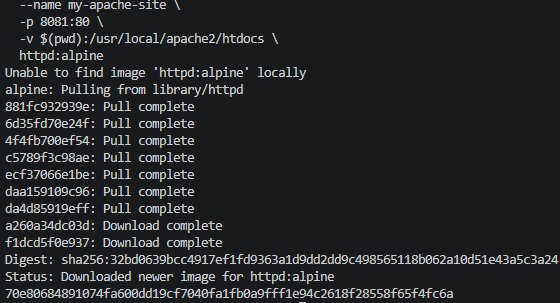 --name my-apache-site \
-p 8081:80 \
-v $(pwd):/usr/local/apache2/htdocs \
httpd:alpine
Unable to find image 'httpd:alpine' locally
alpine: Pulling from library/httpd
881fc932939e: Pull complete
6d35fd70e24f: Pull complete
4f4fb700ef54: Pull complete
c5789f3c98ae: Pull complete
ecf37066e1be: Pull complete
daa159109c96: Pull complete
da4d85919eff: Pull complete
a260a34dc03d: Download complete
f1dcd5f0e937: Download complete
Digest: sha256:32bd0639bcc4917ef1fd9363a1d9dd2dd9c498565118b062a10d51e43a5c3a24
Status: Downloaded newer image for httpd:alpine
70e80684891074fa600dd19cf7040fa1fb0a9fff1e94c2618f28558f65f4fc6a